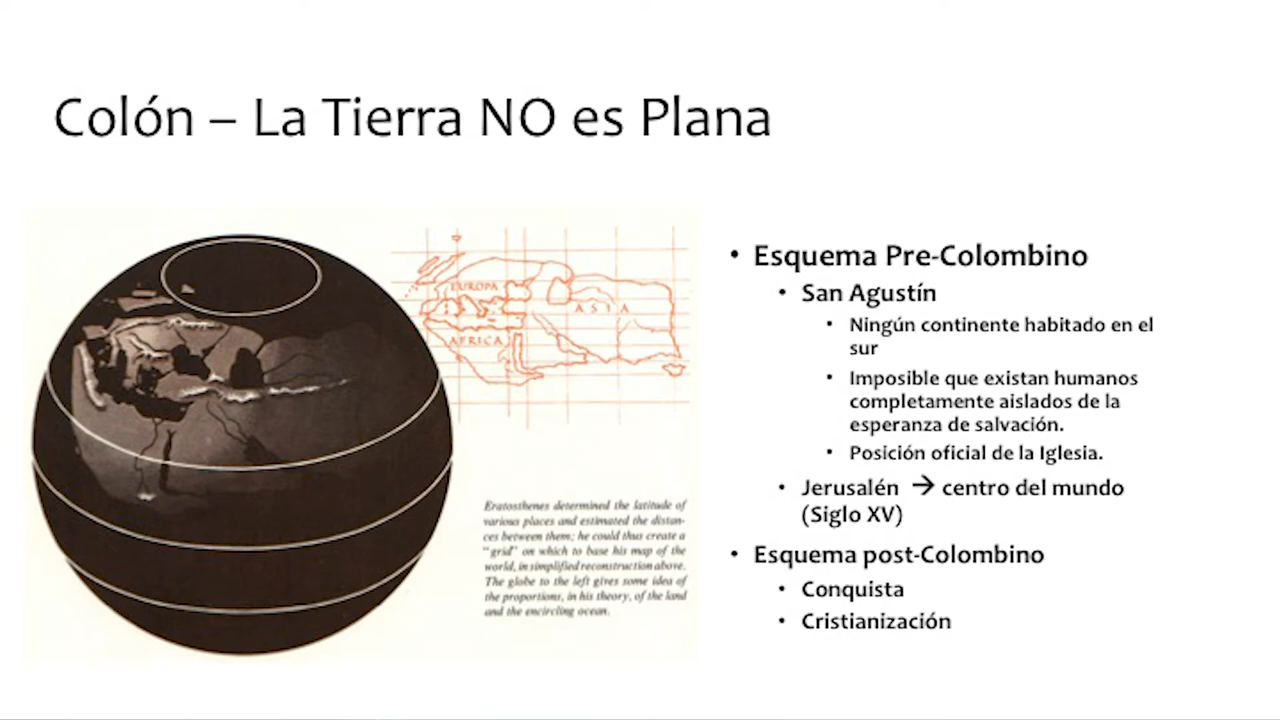 Colón – La Tierra NO es Plana
EUROPA
ASIA
AFRICA
Eratosthenes determined the latitude of
various places and estimated the distan-
ces between them; he could thus create a
"grid" on which to base his map of the
world, in simplified reconstruction above.
The globe to the left gives some idea of
the proportions, in his theory, of the land
and the encircling ocean.
• Esquema Pre-Colombino
• San Agustín
• Ningún continente habitado en el
sur
• Imposible que existan humanos
completamente aislados de la
esperanza de salvación.
• Posición oficial de la Iglesia.
• Jerusalén → centro del mundo
(Siglo XV)
• Esquema post-Colombino
• Conquista
• Cristianización